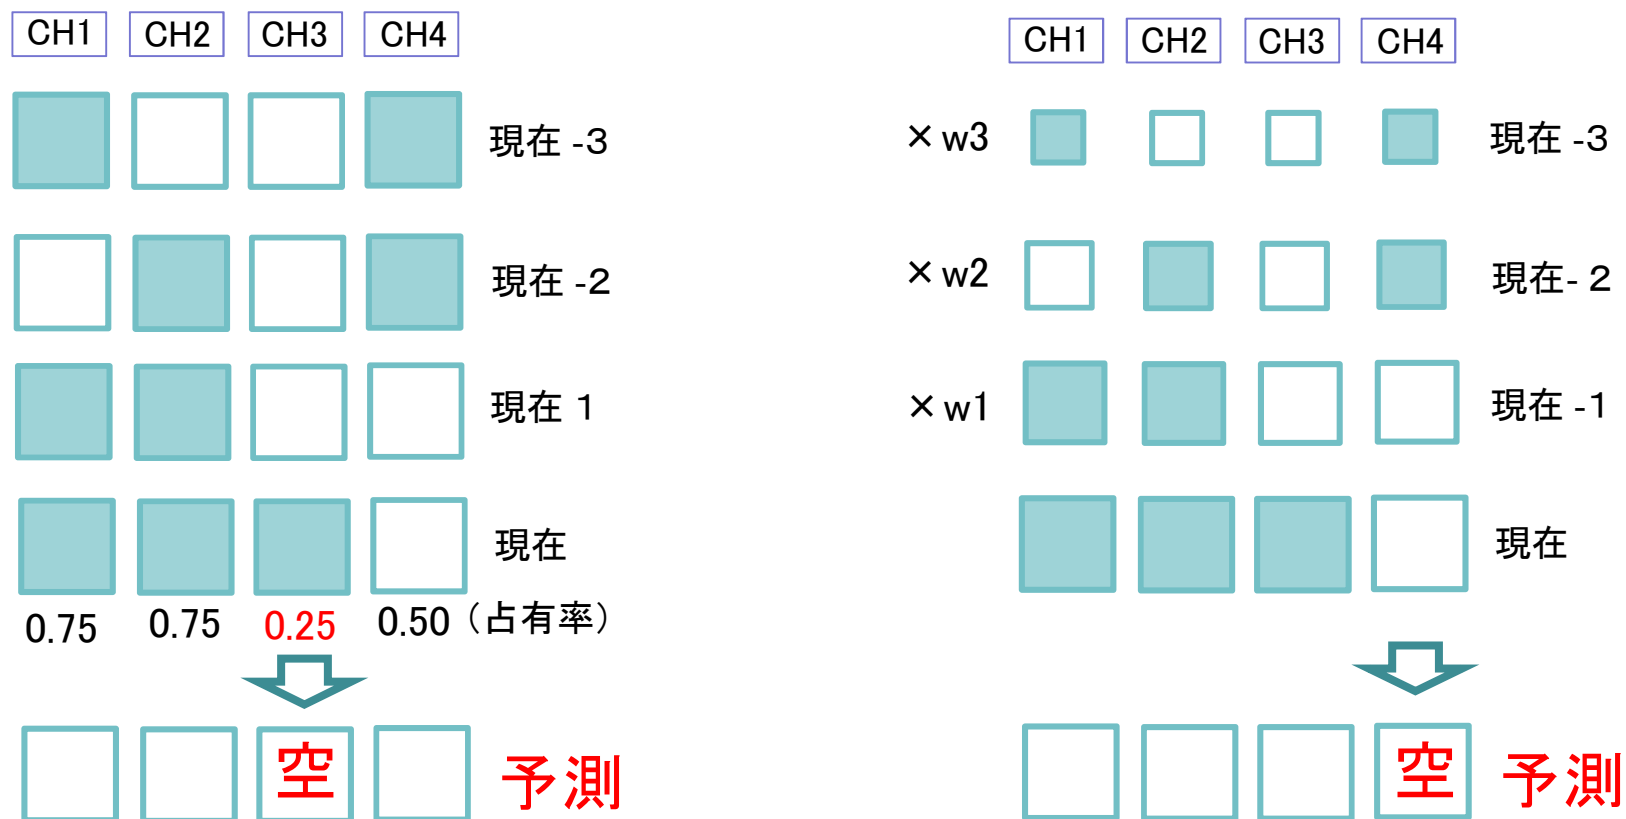 CH1 CH2 CH3 CH4
現在 -3
現在 -2
現在 1
現在
0.75 0.75 0.25 0.50（占有率）
空 予測
CH1 CH2 CH3 CH4
×w3 現在 -3
×w2 現在- 2
×w1 現在 -1
現在
空 予測